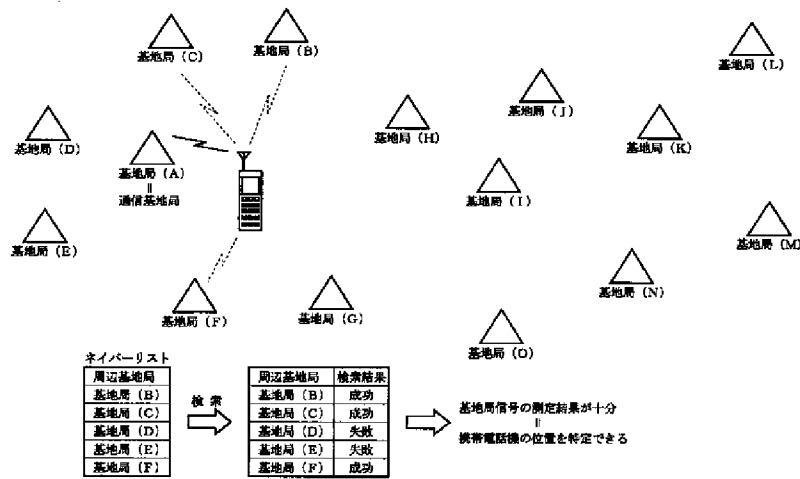 基地局（C）
基地局（B）
基地局（L）
基地局（J）
基地局（H）
基地局（K）
基地局（D）
基地局（A）
＝
通信基地局
基地局（I）
基地局（E）
基地局（M）
基地局（N）
基地局（F）
基地局（G）
基地局（O）
ネイバーリスト
周辺基地局
基地局（B）
基地局（C）
基地局（D）
基地局（E）
基地局（F）
検索
周辺基地局 検索結果
基地局（B） 成功
基地局（C） 成功
基地局（D） 失敗
基地局（E） 失敗
基地局（F） 成功
基地局信号の測定結果が十分
＝
携帯電話機の位置を特定できる